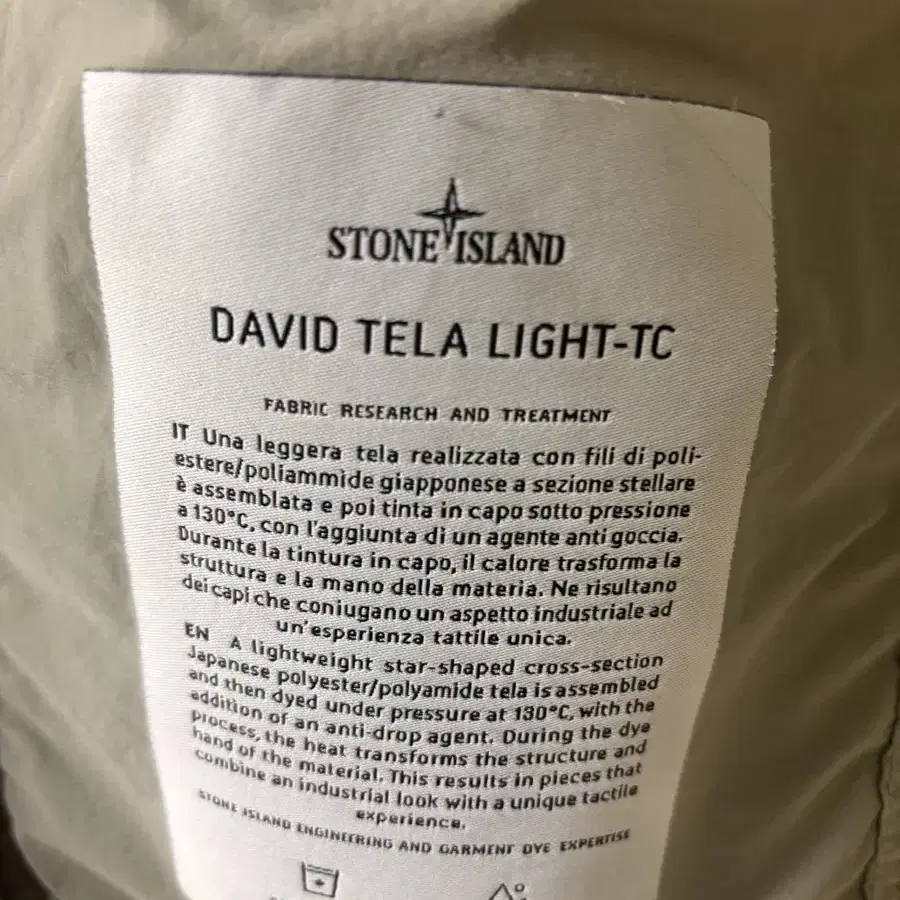 STONE ISLAND
DAVID TELA LIGHT-TC
FABRIC RESEARCH AND TREATMENT
IT Una leggera tela realizzata con fili di poli-
estere/poliammide giapponese a sezione stellare
è assemblata e poi tinta in capo sotto pressione
a 130°C, con l'aggiunta di un agente anti goccia.
Durante la tintura in capo, il calore trasforma la
struttura e la mano della materia. Ne risultano
dei capi che coniugano un aspetto industriale ad
un'esperienza tattile unica.
EN A lightweight star-shaped cross-section
Japanese polyester/polyamide tela is assembled
and then dyed under pressure at 130°C, with the
addition of an anti-drop agent. During the dye
process, the heat transforms the structure and
hand of the material. This results in pieces that
combine an industrial look with a unique tactile
experience.
STONE ISLAND ENGINEERING AND GARMENT DYE EXPERTISE